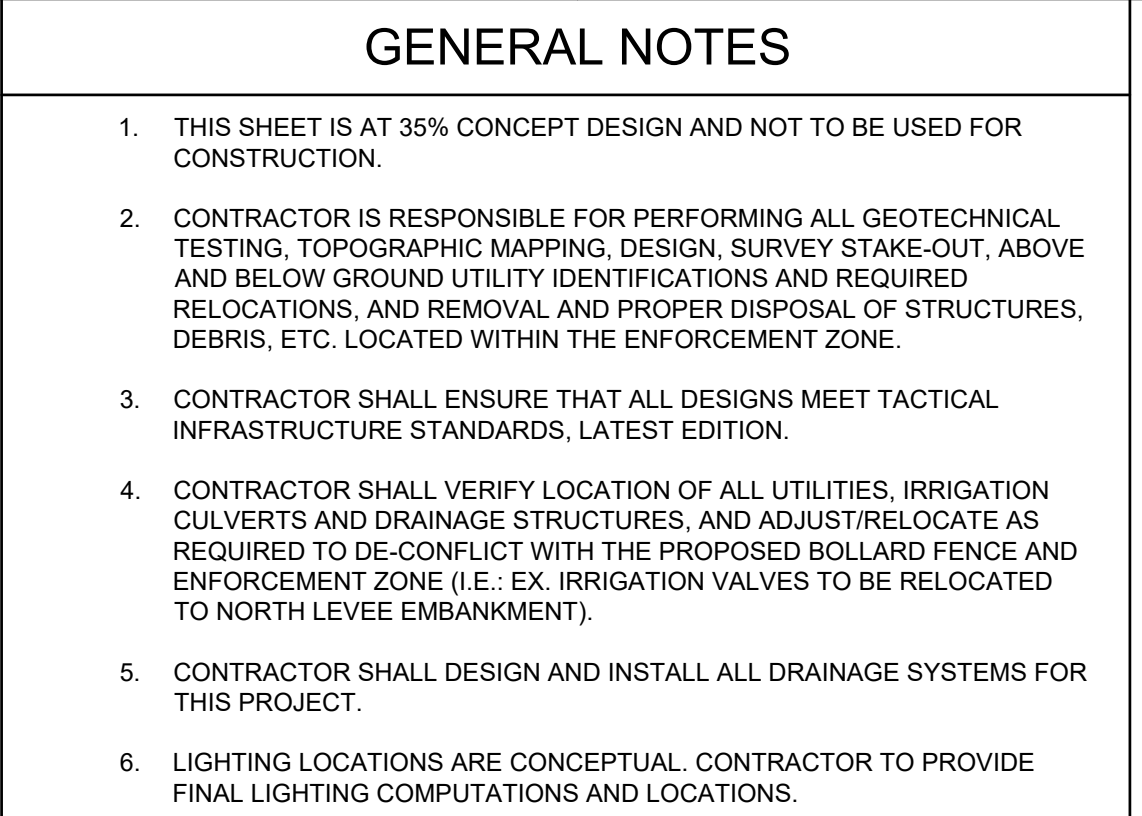 GENERAL NOTES
1. THIS SHEET IS AT 35% CONCEPT DESIGN AND NOT TO BE USED FOR
CONSTRUCTION.
2. CONTRACTOR IS RESPONSIBLE FOR PERFORMING ALL GEOTECHNICAL
TESTING, TOPOGRAPHIC MAPPING, DESIGN, SURVEY STAKE-OUT, ABOVE
AND BELOW GROUND UTILITY IDENTIFICATIONS AND REQUIRED
RELOCATIONS, AND REMOVAL AND PROPER DISPOSAL OF STRUCTURES,
DEBRIS, ETC. LOCATED WITHIN THE ENFORCEMENT ZONE.
3. CONTRACTOR SHALL ENSURE THAT ALL DESIGNS MEET TACTICAL
INFRASTRUCTURE STANDARDS, LATEST EDITION.
4. CONTRACTOR SHALL VERIFY LOCATION OF ALL UTILITIES, IRRIGATION
CULVERTS AND DRAINAGE STRUCTURES, AND ADJUST/RELOCATE AS
REQUIRED TO DE-CONFLICT WITH THE PROPOSED BOLLARD FENCE AND
ENFORCEMENT ZONE (I.E.: EX. IRRIGATION VALVES TO BE RELOCATED
TO NORTH LEVEE EMBANKMENT).
5. CONTRACTOR SHALL DESIGN AND INSTALL ALL DRAINAGE SYSTEMS FOR
THIS PROJECT.
6. LIGHTING LOCATIONS ARE CONCEPTUAL. CONTRACTOR TO PROVIDE
FINAL LIGHTING COMPUTATIONS AND LOCATIONS.